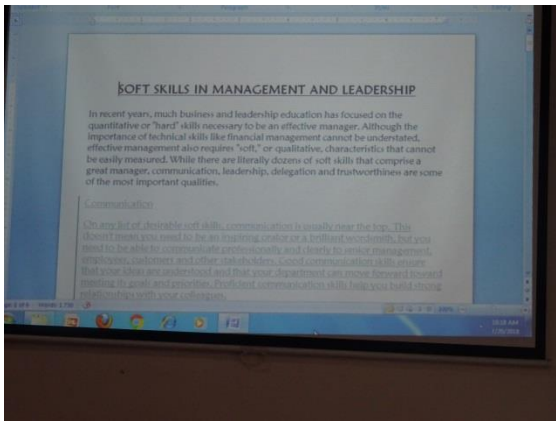 SOFT SKILLS IN MANAGEMENT AND LEADERSHIP
In recent years, much business and leadership education has focused on the
quantitative or "hard" skills necessary to be an effective manager. Although the
importance of technical skills like financial management cannot be understated,
effective management also requires "soft," or qualitative, characteristics that cannot
be easily measured. While there are literally dozens of soft skills that comprise a
great manager, communication, leadership, delegation and trustworthiness are some
of the most important qualities.
Communication
On any list of desirable soft skills, communication is usually near the top. This
doesn't mean you need to be an inspiring orator or a brilliant wordsmith, but you
need to be able to communicate professionally and clearly to senior management,
employees, customers and other stakeholders. Good communication skills ensure
that your ideas are understood and that your department can move forward toward
meeting its goals and priorities. Proficient communication skills help you build strong
relationships with your colleagues.